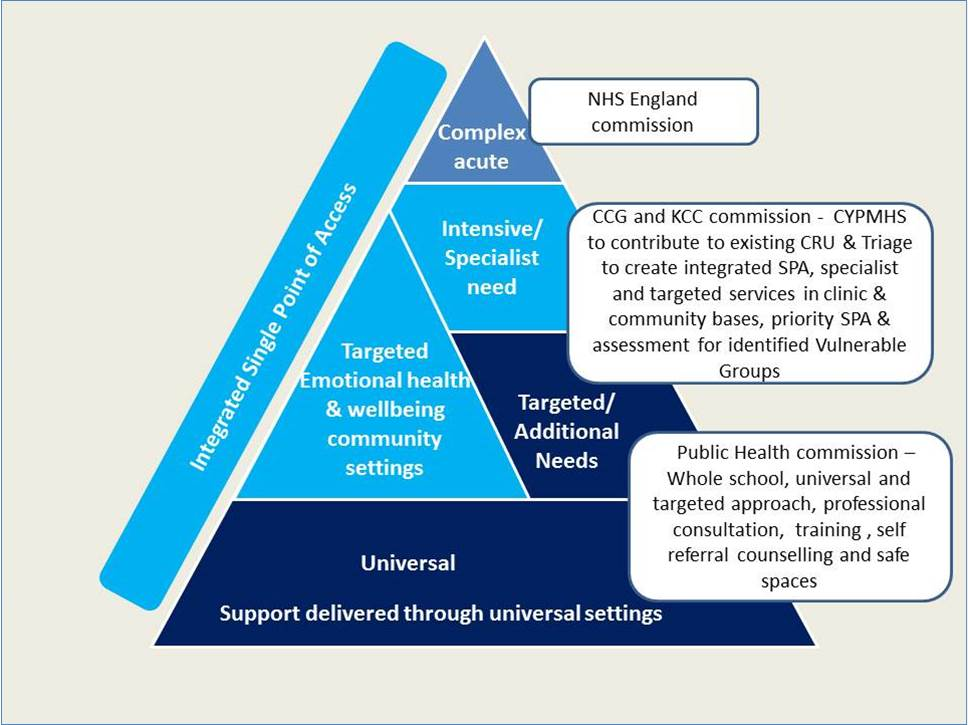 Integrated Single Point of Access
Complex
acute
NHS England
commission
Intensive/
Specialist
need
CCG and KCC commission - CYPMHS
to contribute to existing CRU & Triage
to create integrated SPA, specialist
and targeted services in clinic &
community bases, priority SPA &
assessment for identified Vulnerable
Groups
Targeted
Emotional health
& wellbeing
community
settings
Targeted/
Additional
Needs
Public Health commission –
Whole school, universal and
targeted approach, professional
consultation, training , self
referral counselling and safe
spaces
Universal
Support delivered through universal settings